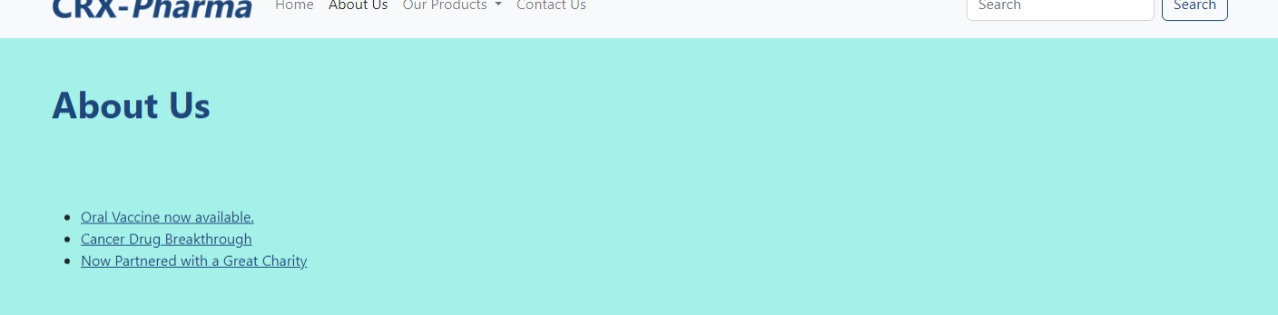 CRX-Pharma Home About Us Our Products Contact Us Search Search
About Us
Oral Vaccine now available.
Cancer Drug Breakthrough
Now Partnered with a Great Charity